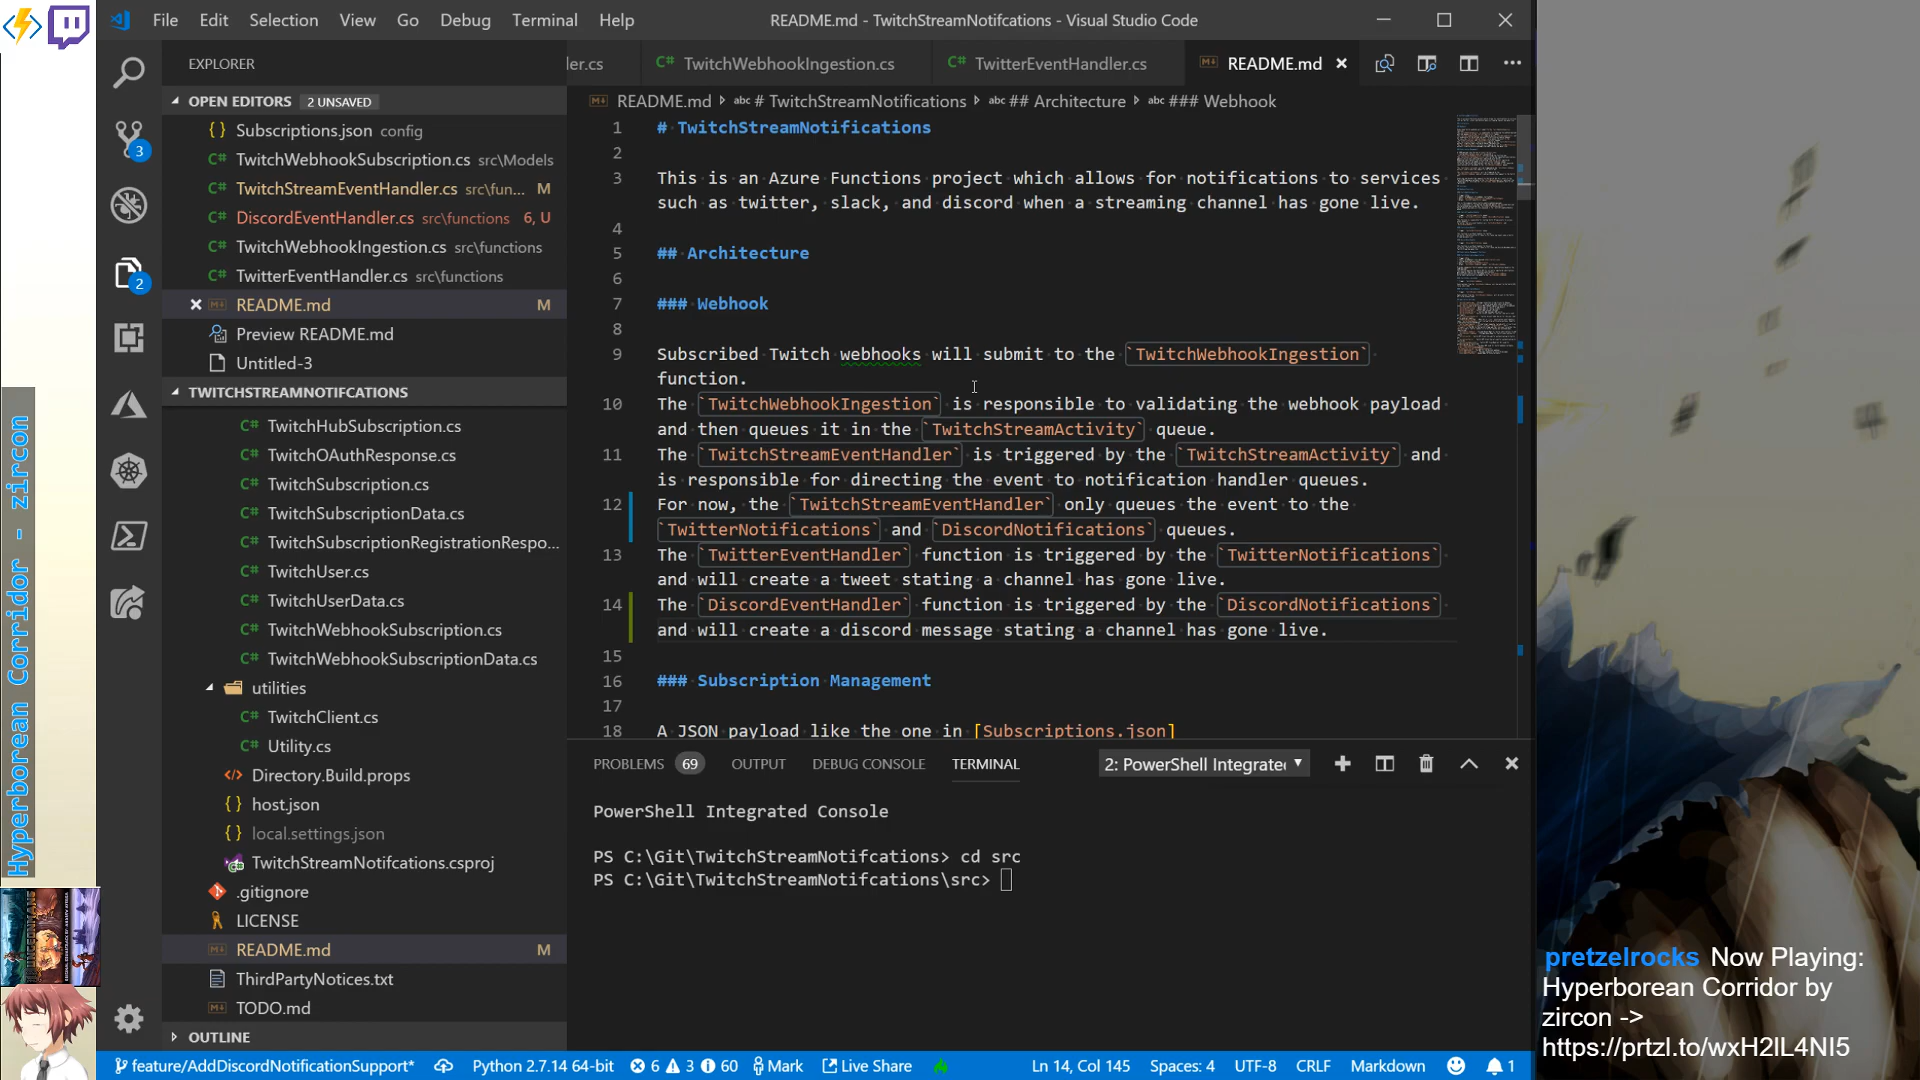 File Edit Selection View Go Debug Terminal Help
README.md - TwitchStreamNotifcations - Visual Studio Code
EXPLORER
OPEN EDITORS 2 UNSAVED
Subscriptions.json config
TwitchWebhookSubscription.cs src\Models
TwitchStreamEventHandler.cs src\fun... M
DiscordEventHandler.cs src\functions 6, U
TwitchWebhookIngestion.cs src\functions
TwitterEventHandler.cs src\functions
README.md M
Preview README.md
Untitled-3
TWITCHSTREAMNOTIFCATIONS
TwitchHubSubscription.cs
TwitchOAuthResponse.cs
TwitchSubscription.cs
TwitchSubscriptionData.cs
TwitchSubscriptionRegistrationRespo...
TwitchUser.cs
TwitchUserData.cs
TwitchWebhookSubscription.cs
TwitchWebhookSubscriptionData.cs
utilities
TwitchClient.cs
Utility.cs
Directory.Build.props
host.json
local.settings.json
TwitchStreamNotifcations.csproj
.gitignore
LICENSE
README.md M
ThirdPartyNotices.txt
TODO.md
OUTLINE
3
2
Hyperborean Corridor - zircon
ler.cs TwitchWebhookIngestion.cs TwitterEventHandler.cs README.md
README.md abc # TwitchStreamNotifications abc ## Architecture abc ### Webhook
1 # TwitchStreamNotifications
2
3 This is an Azure Functions project which allows for notifications to services
such as twitter, slack, and discord when a streaming channel has gone live.
4
5 ## Architecture
6
7 ### Webhook
8
9 Subscribed Twitch webhooks will submit to the `TwitchWebhookIngestion`
function.
10 The `TwitchWebhookIngestion` is responsible to validating the webhook payload
and then queues it in the `TwitchStreamActivity` queue.
11 The `TwitchStreamEventHandler` is triggered by the `TwitchStreamActivity` and
is responsible for directing the event to notification handler queues.
12 For now, the `TwitchStreamEventHandler` only queues the event to the
`TwitterNotifications` and `DiscordNotifications` queues.
13 The `TwitterEventHandler` function is triggered by the `TwitterNotifications`
and will create a tweet stating a channel has gone live.
14 The `DiscordEventHandler` function is triggered by the `DiscordNotifications`
and will create a discord message stating a channel has gone live.
15
16 ### Subscription Management
17
18 A JSON payload like the one in [Subscriptions.json]
PROBLEMS 69 OUTPUT DEBUG CONSOLE TERMINAL 2: PowerShell Integrate
PowerShell Integrated Console
PS C:\Git\TwitchStreamNotifcations> cd src
PS C:\Git\TwitchStreamNotifcations\src>
feature/AddDiscordNotificationSupport* Python 2.7.14 64-bit 6 3 60 Mark Live Share Ln 14, Col 145 Spaces: 4 UTF-8 CRLF Markdown 1
pretzelrocks Now Playing:
Hyperborean Corridor by
zircon ->